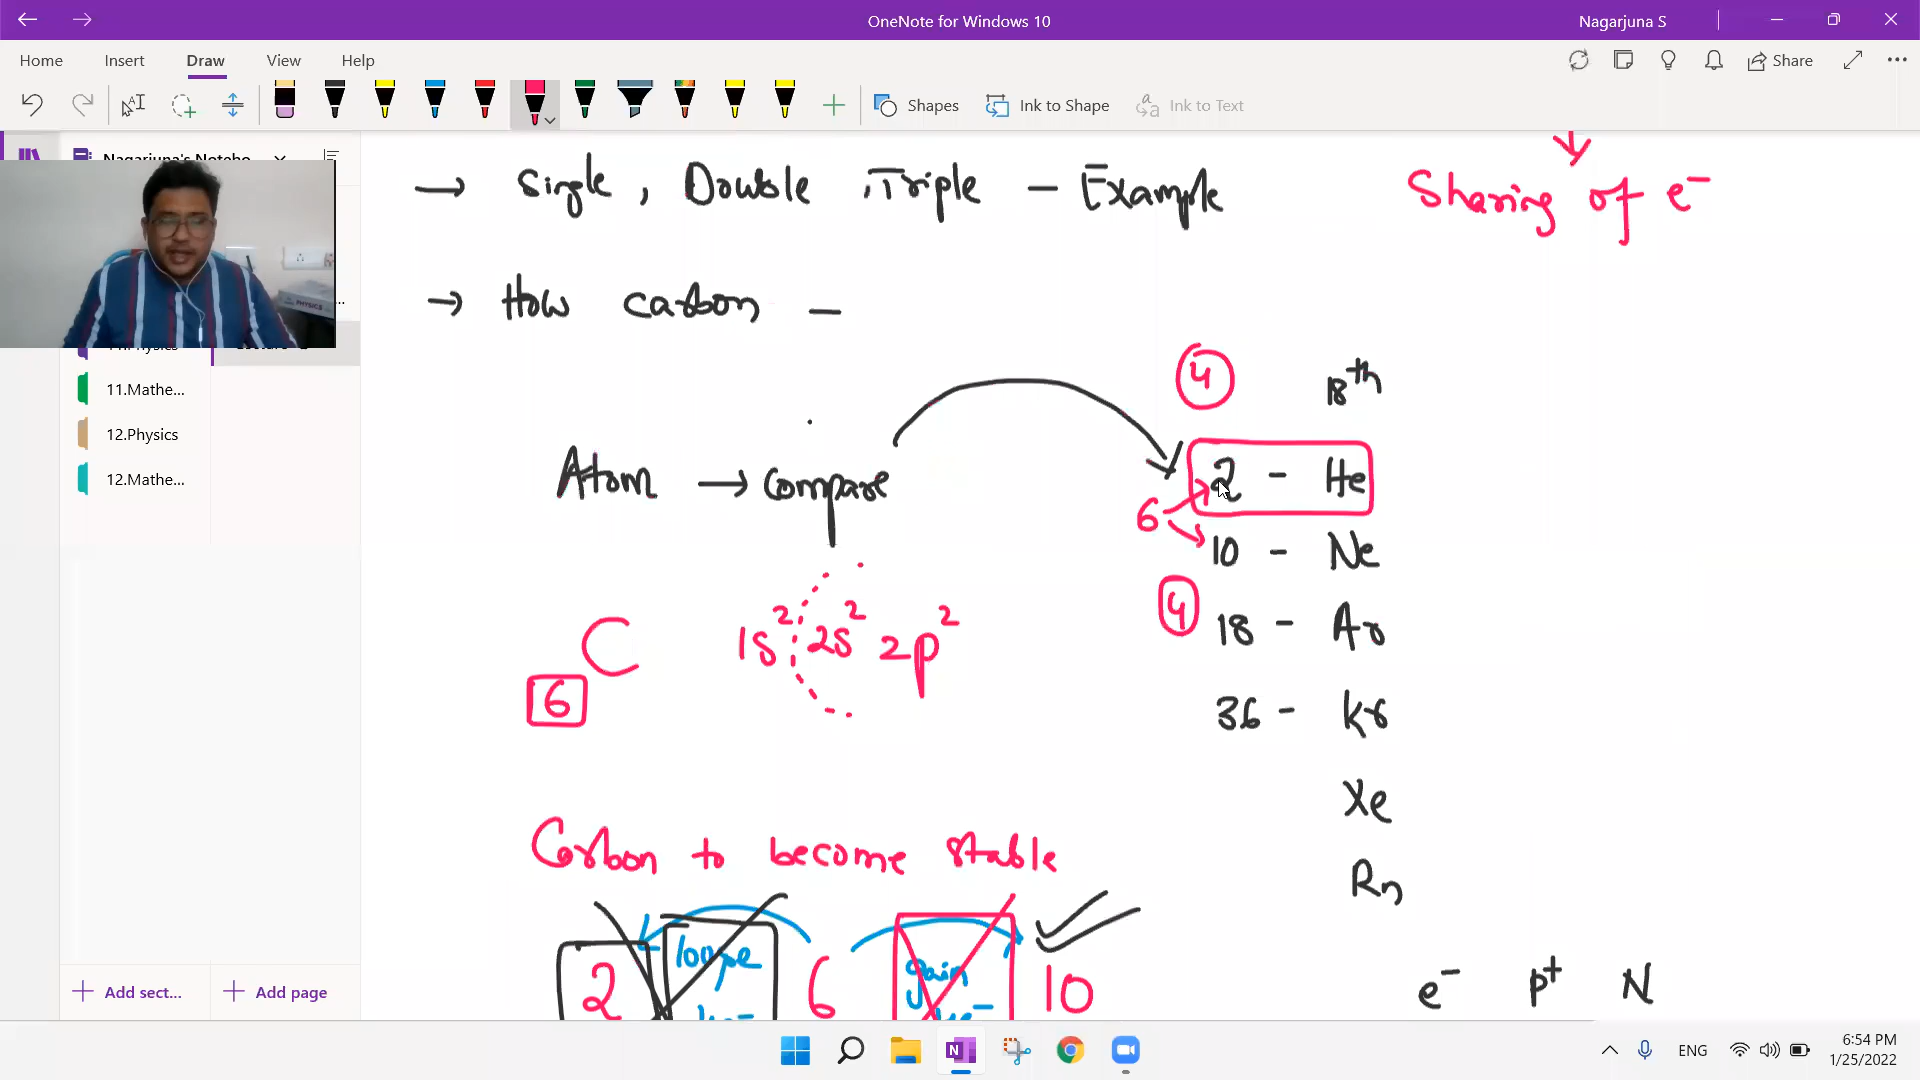 OneNote for Windows 10
Nagarjuna S
Home Insert Draw View Help
Share
Shapes Ink to Shape Ink to Text
Nagarjuna's Notebo
→ Single, Double, Triple - Example
Sharing of e⁻
→ How carbon -
11.Mathe...
12.Physics
12.Mathe...
4 18th
Atom → Compare
2 - He
6
10 - Ne
4
18 - Ar
C 1s² 2s² 2p²
6
36 - Kr
Xe
Carbon to become stable
Rn
2 loose 6 gain 10
4e⁻
e⁻ p⁺ N
Add sect... Add page
ENG
6:54 PM
1/25/2022